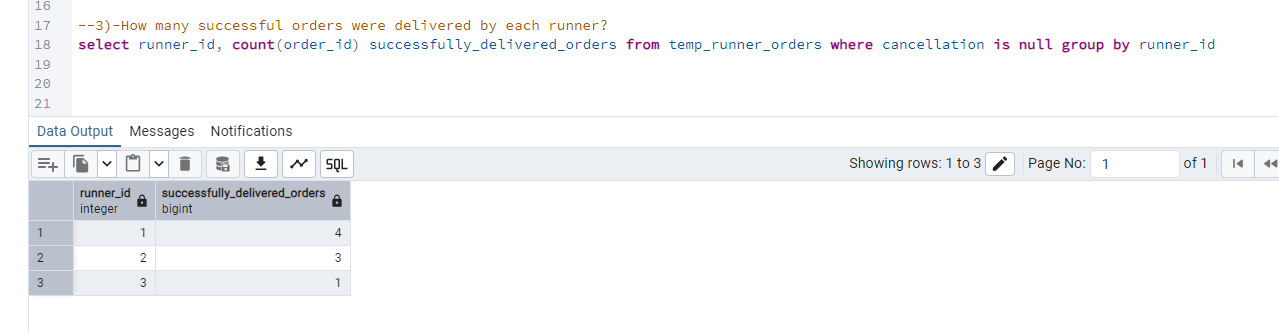 16
17 --3)-How many successful orders were delivered by each runner?
18 select runner_id, count(order_id) successfully_delivered_orders from temp_runner_orders where cancellation is null group by runner_id
19
20
21
Data Output Messages Notifications
SQL Showing rows: 1 to 3 Page No: 1 of 1
runner_id successfully_delivered_orders
integer bigint
1 1 4
2 2 3
3 3 1